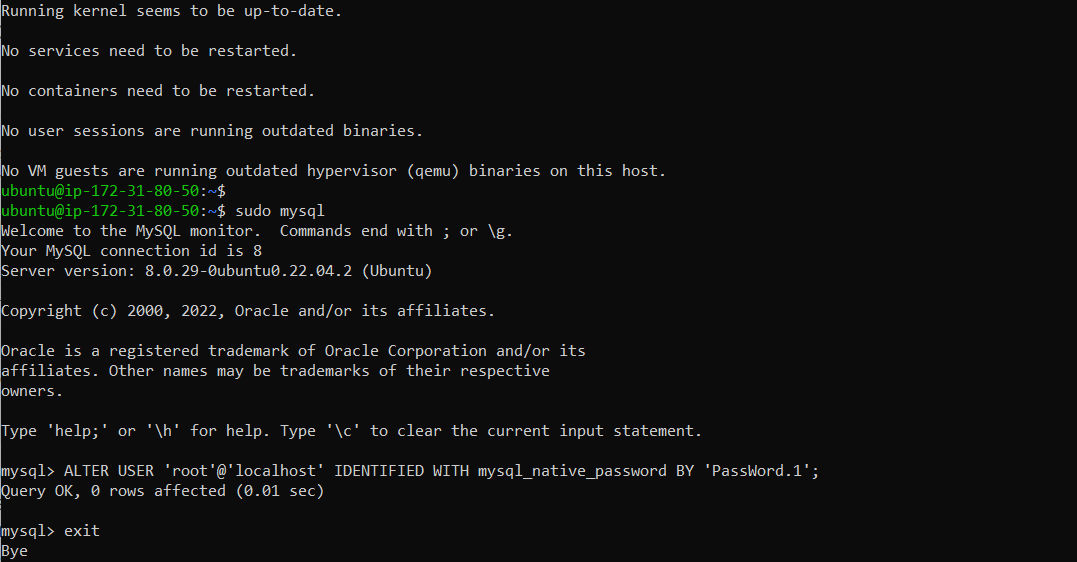 Running kernel seems to be up-to-date.
No services need to be restarted.
No containers need to be restarted.
No user sessions are running outdated binaries.
No VM guests are running outdated hypervisor (qemu) binaries on this host.
ubuntu@ip-172-31-80-50:~$
ubuntu@ip-172-31-80-50:~$ sudo mysql
Welcome to the MySQL monitor.  Commands end with ; or \g.
Your MySQL connection id is 8
Server version: 8.0.29-0ubuntu0.22.04.2 (Ubuntu)
Copyright (c) 2000, 2022, Oracle and/or its affiliates.
Oracle is a registered trademark of Oracle Corporation and/or its
affiliates. Other names may be trademarks of their respective
owners.
Type 'help;' or '\h' for help. Type '\c' to clear the current input statement.
mysql> ALTER USER 'root'@'localhost' IDENTIFIED WITH mysql_native_password BY 'PassWord.1';
Query OK, 0 rows affected (0.01 sec)
mysql> exit
Bye